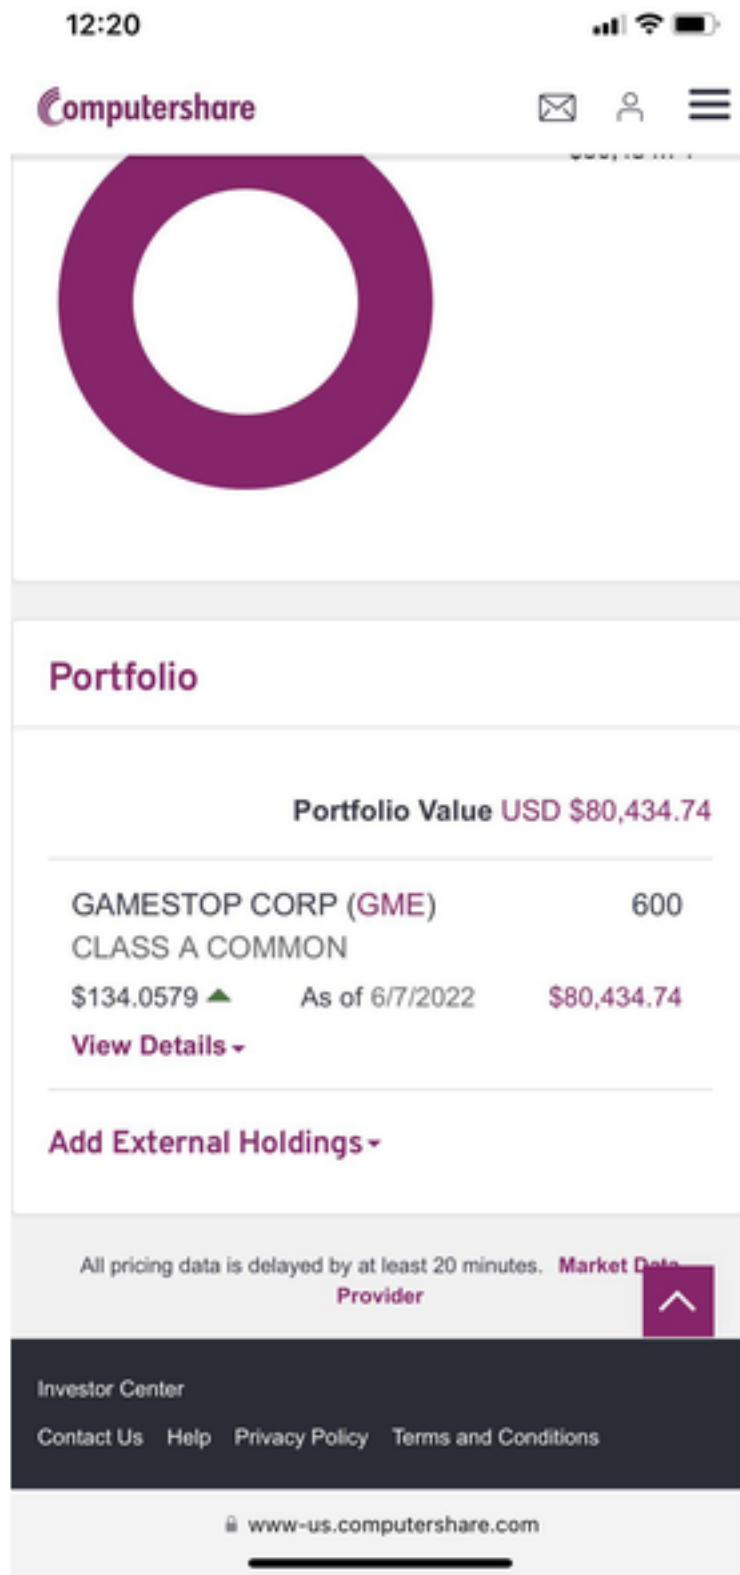 12:20
Computershare
Portfolio
Portfolio Value USD $80,434.74
GAMESTOP CORP (GME) 600
CLASS A COMMON
$134.0579 As of 6/7/2022 $80,434.74
View Details
Add External Holdings
All pricing data is delayed by at least 20 minutes. Market Data
Provider
Investor Center
Contact Us Help Privacy Policy Terms and Conditions
www-us.computershare.com